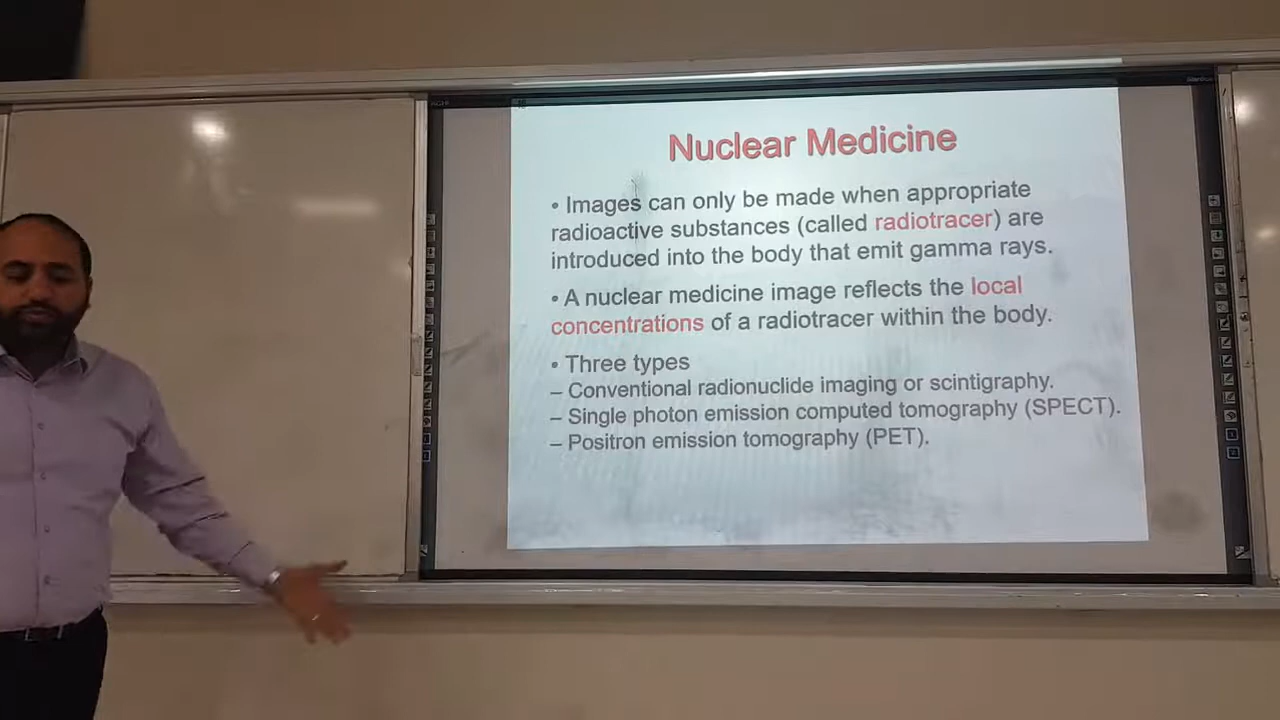 Nuclear Medicine
• Images can only be made when appropriate
radioactive substances (called radiotracer) are
introduced into the body that emit gamma rays.
• A nuclear medicine image reflects the local
concentrations of a radiotracer within the body.
• Three types
– Conventional radionuclide imaging or scintigraphy.
– Single photon emission computed tomography (SPECT).
– Positron emission tomography (PET).